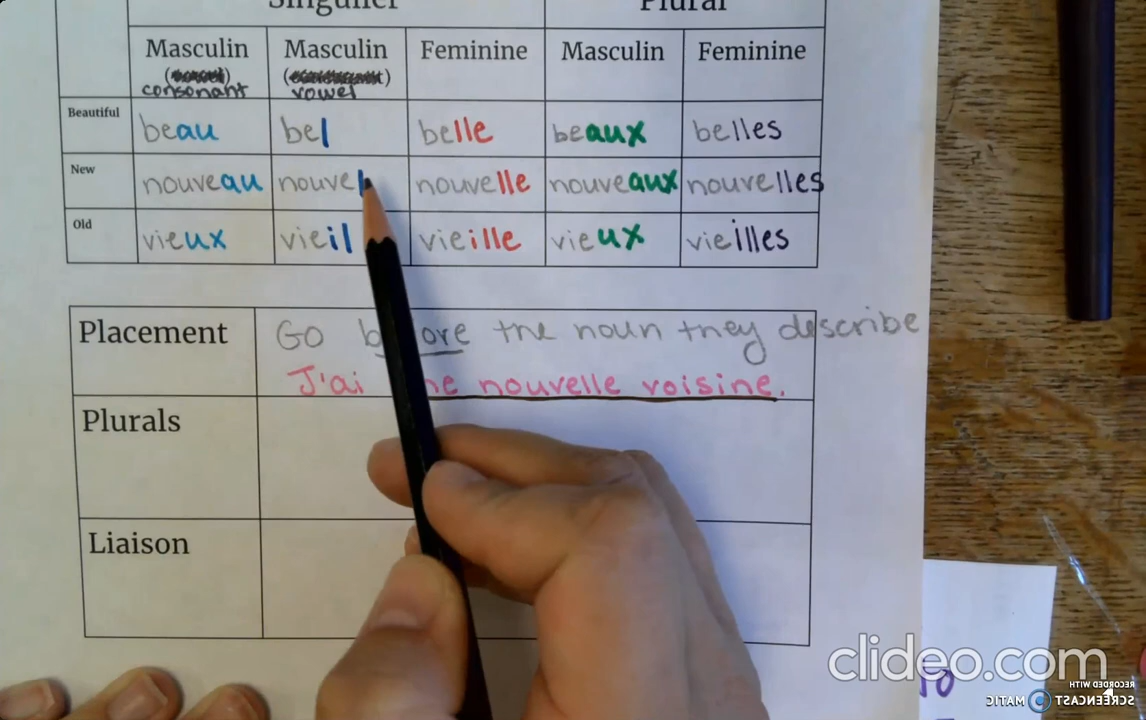 Singulier Plural
Masculin Masculin Feminine Masculin Feminine
consonant vowel
Beautiful beau bel belle beaux belles
New nouveau nouvel nouvelle nouveaux nouvelles
Old vieux vieil vieille vieux vieilles
Placement Go before the noun they describe
J'ai une nouvelle voisine.
Plurals
Liaison
clideo.com
RECORDED WITH
SCREENCAST MATIC